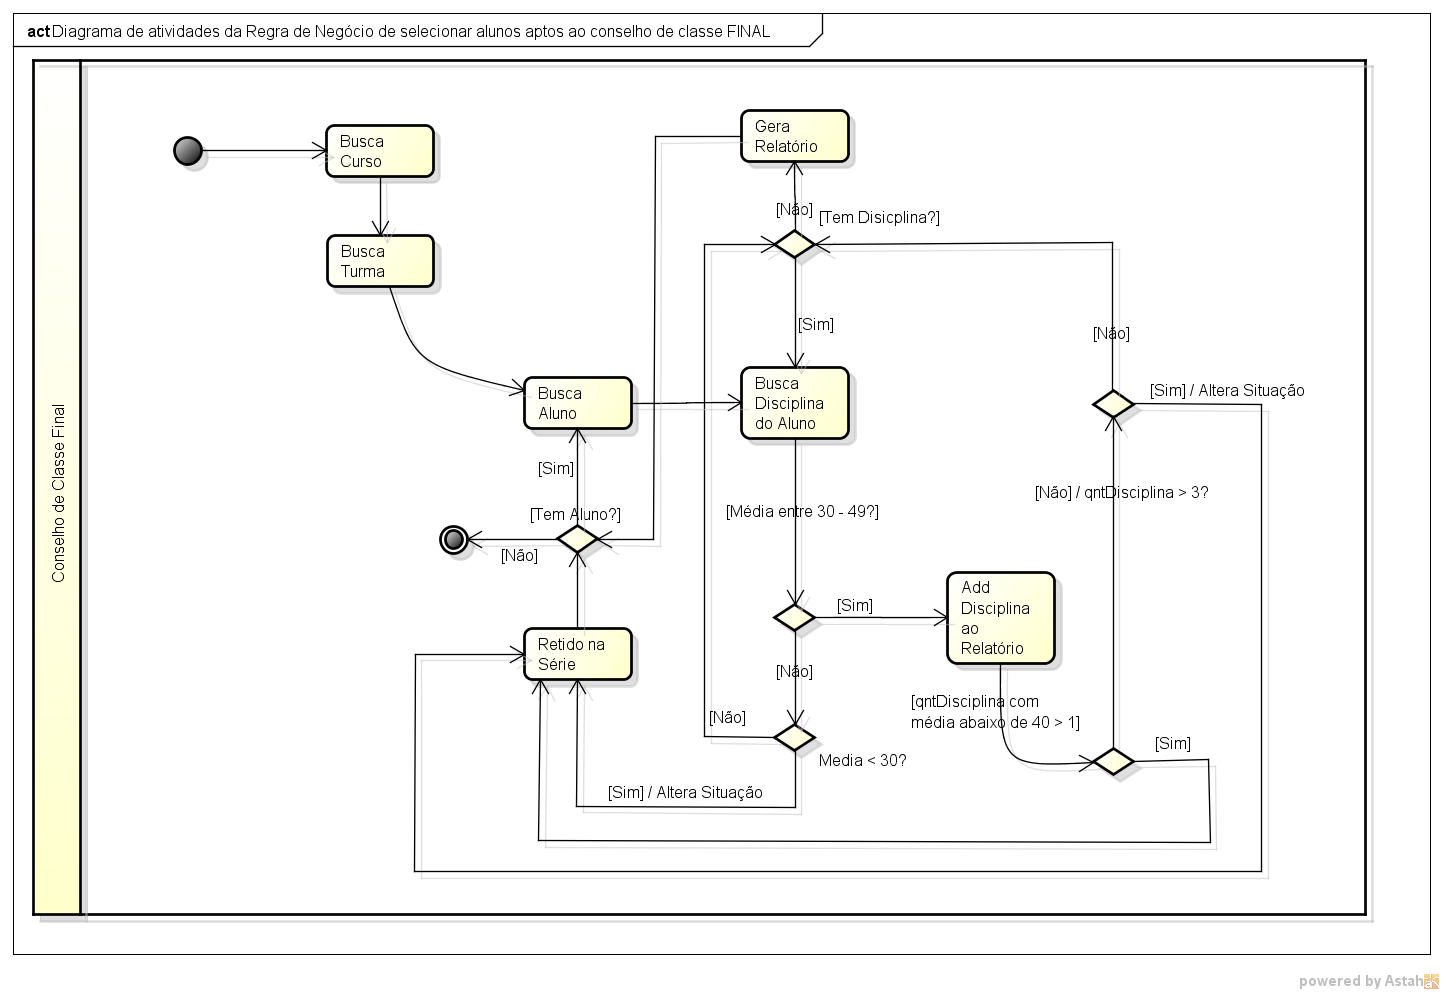 act Diagrama de atividades da Regra de Negócio de selecionar alunos aptos ao conselho de classe FINAL
Conselho de Classe Final
Busca
Curso
Busca
Turma
Gera
Relatório
[Não]
[Tem Disicplina?]
[Sim]
[Não]
Busca
Aluno
Busca
Disciplina
do Aluno
[Sim] / Altera Situação
[Sim]
[Tem Aluno?]
[Não]
[Média entre 30 - 49?]
[Não] / qntDisciplina > 3?
[Sim]
Add
Disciplina
ao
Relatório
Retido na
Série
[Não]
[Não]
[qntDisciplina com
média abaixo de 40 > 1]
[Sim]
Media < 30?
[Sim] / Altera Situação
powered by Astah